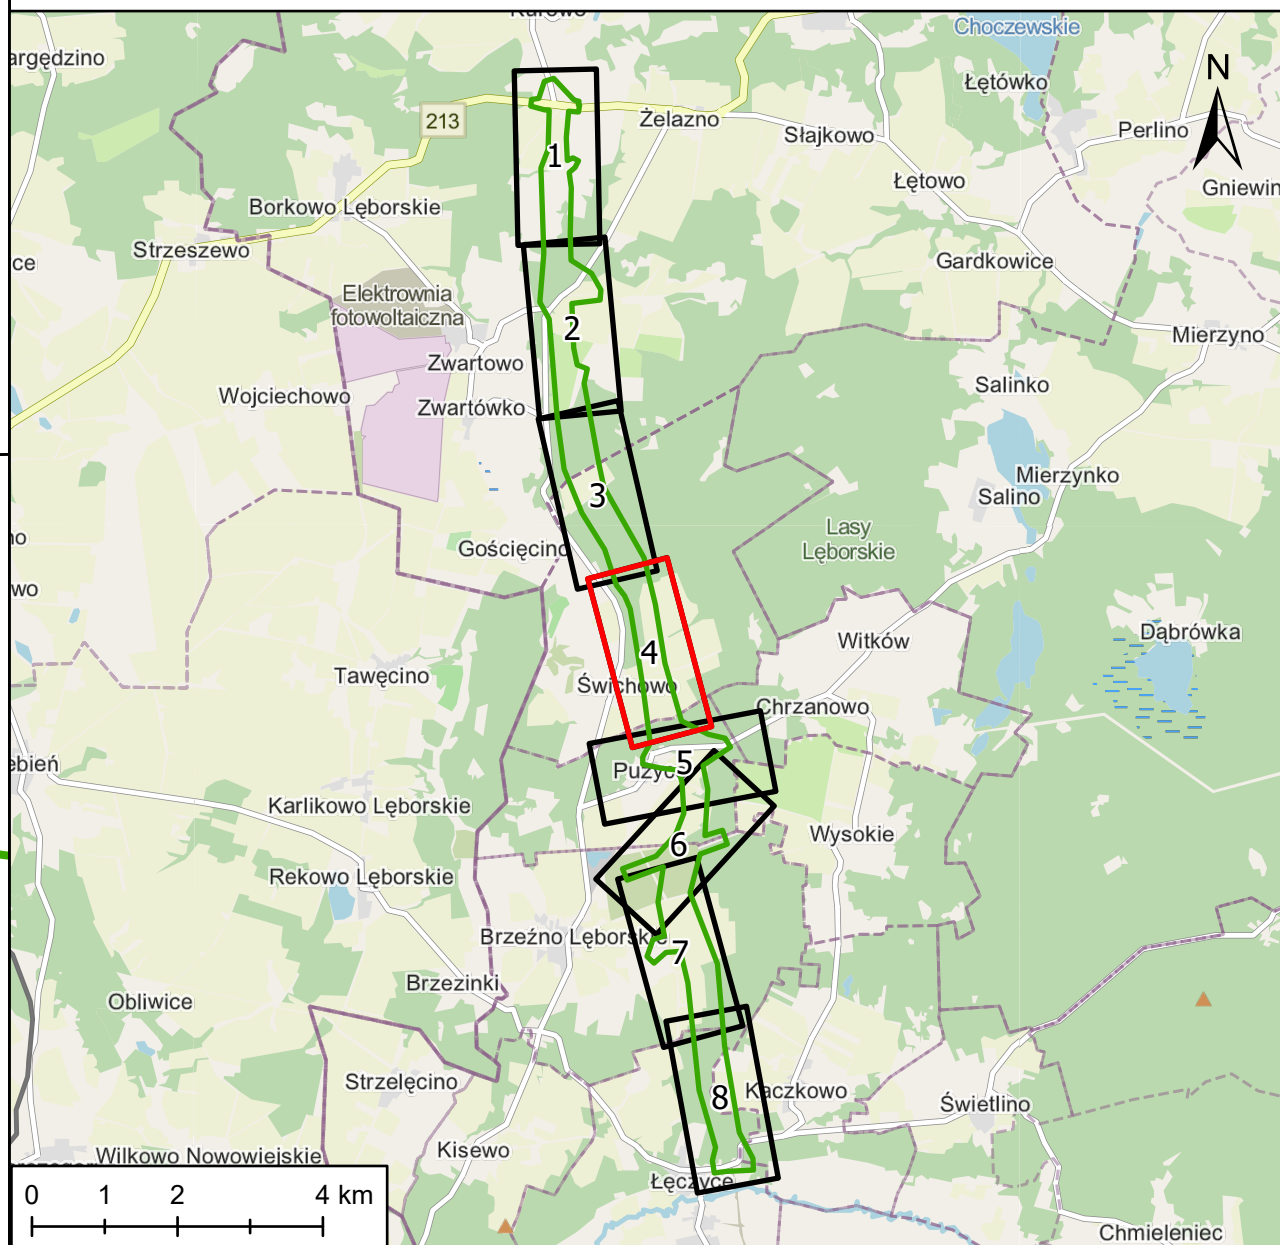 Kurowo
Choczewskie
argędzino
N
Łętówko
213
Żelazno
Słajkowo
Perlino
1
Łętowo
Gniewin
Borkowo Lęborskie
Strzeszewo
ce
Gardkowice
Elektrownia
fotowoltaiczna
2
Mierzyno
Zwartowo
Salinko
Wojciechowo
Zwartówko
Mierzynko
3
Salino
Lasy
Lęborskie
no
Gościęcino
wo
Dąbrówka
Witków
4
Tawęcino
Świchowo
Chrzanowo
ebień
5
Puzyc
Karlikowo Lęborskie
Wysokie
6
Rekowo Lęborskie
Brzeźno Lęborskie
7
Brzezinki
Obliwice
Strzelęcino
Kaczkowo
8
Świetlino
Kisewo
Wilkowo Nowowiejskie
Łęczyce
0 1 2 4 km
Chmieleniec